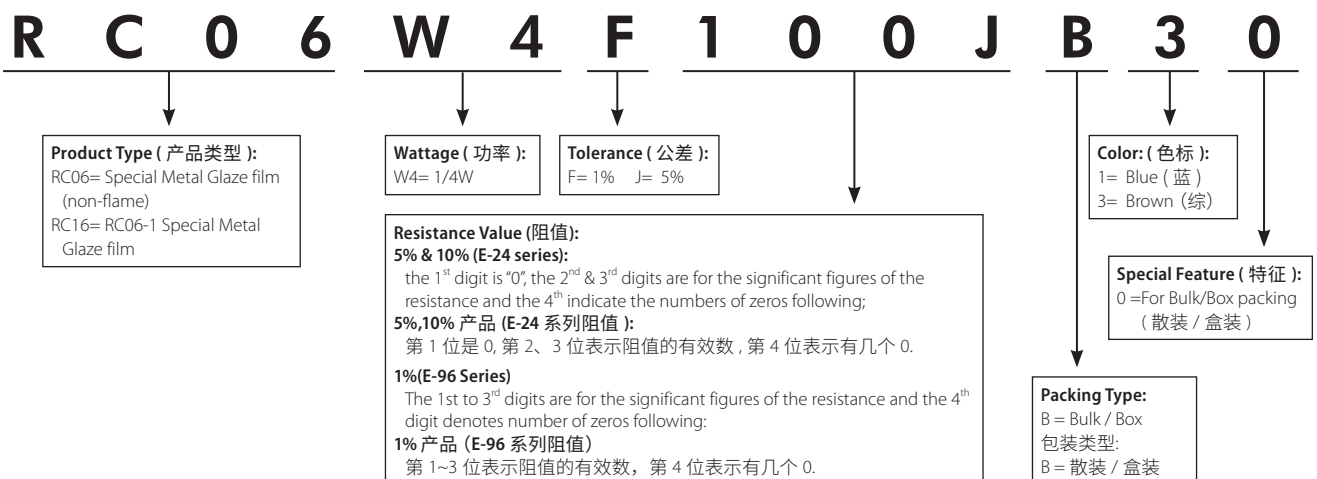 R C 0 6 W 4 F 1 0 0 J B 3 0
Product Type ( 产品类型 ):
RC06= Special Metal Glaze film
(non-flame)
RC16= RC06-1 Special Metal
Glaze film
Wattage ( 功率 ):
W4= 1/4W
Tolerance ( 公差 ):
F= 1% J= 5%
Resistance Value (阻值):
5% & 10% (E-24 series):
the 1st digit is "0", the 2nd & 3rd digits are for the significant figures of the
resistance and the 4th indicate the numbers of zeros following;
5%,10% 产品 (E-24 系列阻值 ):
第 1 位是 0, 第 2、3 位表示阻值的有效数 , 第 4 位表示有几个 0.
1%(E-96 Series)
The 1st to 3rd digits are for the significant figures of the resistance and the 4th
digit denotes number of zeros following:
1% 产品（E-96 系列阻值）
第 1~3 位表示阻值的有效数，第 4 位表示有几个 0.
Color: ( 色标 ):
1= Blue ( 蓝 )
3= Brown（综）
Special Feature ( 特征 ):
0 =For Bulk/Box packing
( 散装 / 盒装 )
Packing Type:
B = Bulk / Box
包装类型:
B = 散装 / 盒装